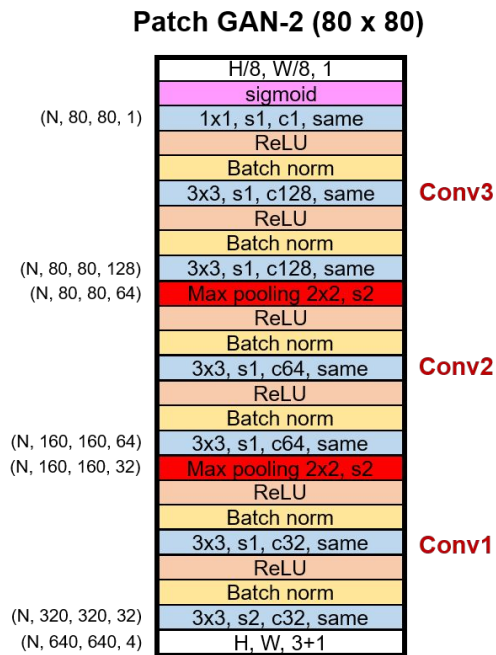 Patch GAN-2 (80 x 80)
H/8, W/8, 1
sigmoid
(N, 80, 80, 1) 1x1, s1, c1, same
ReLU
Batch norm
3x3, s1, c128, same Conv3
ReLU
Batch norm
(N, 80, 80, 128) 3x3, s1, c128, same
(N, 80, 80, 64) Max pooling 2x2, s2
ReLU
Batch norm
3x3, s1, c64, same Conv2
ReLU
Batch norm
(N, 160, 160, 64) 3x3, s1, c64, same
(N, 160, 160, 32) Max pooling 2x2, s2
ReLU
Batch norm
3x3, s1, c32, same Conv1
ReLU
Batch norm
(N, 320, 320, 32) 3x3, s2, c32, same
(N, 640, 640, 4) H, W, 3+1